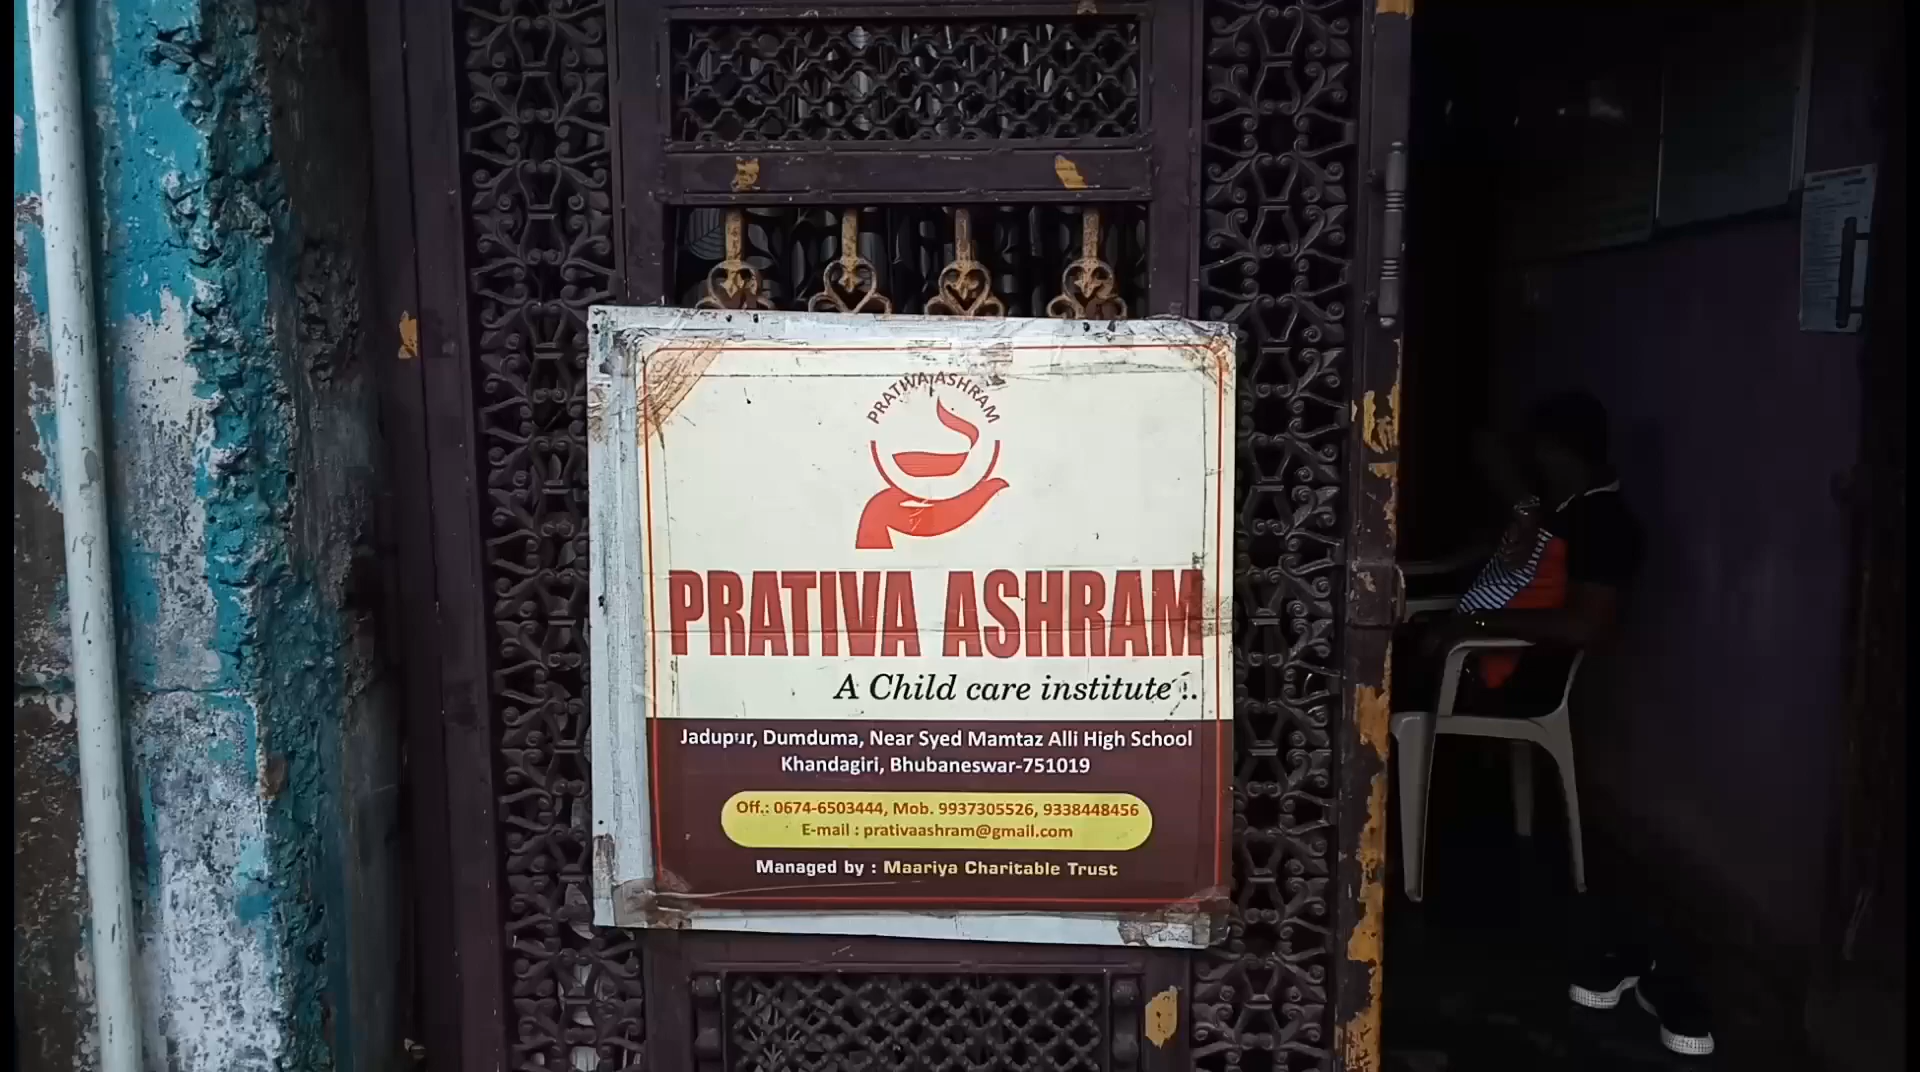 PRATIVA ASHRAM
PRATIVA ASHRAM
A Child care institute...
Jadupur, Dumduma, Near Syed Mamtaz Alli High School
Khandagiri, Bhubaneswar-751019
Off.: 0674-6503444, Mob. 9937305526, 9338448456
E-mail : prativaashram@gmail.com
Managed by : Maariya Charitable Trust